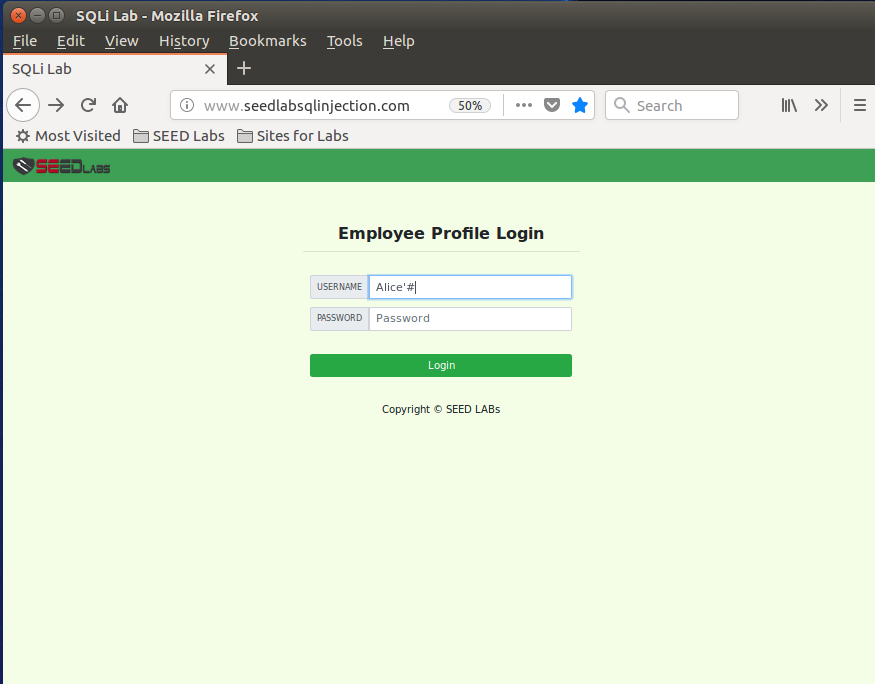 SQLi Lab - Mozilla Firefox
File Edit View History Bookmarks Tools Help
SQLi Lab
www.seedlabsqlinjection.com 50% Search
Most Visited SEED Labs Sites for Labs
SEEDLABS
Employee Profile Login
USERNAME Alice'#
PASSWORD Password
Login
Copyright © SEED LABs